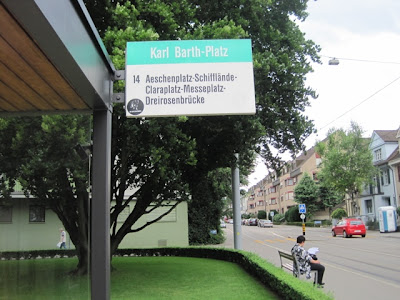 Karl Barth-Platz
14 Aeschenplatz-Schifflände-
Claraplatz-Messeplatz-
Dreirosenbrücke